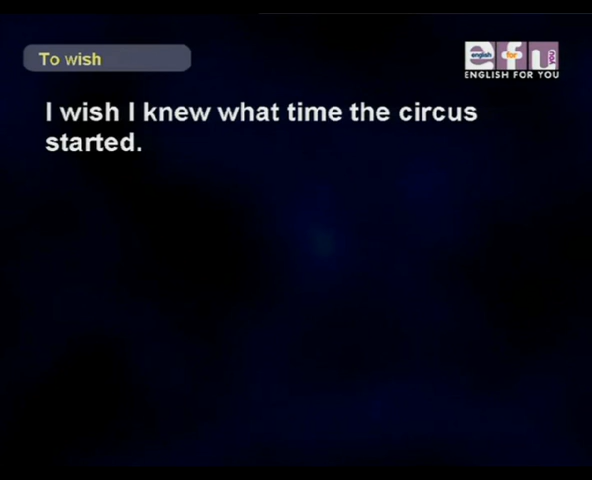 To wish
english for you
ENGLISH FOR YOU
I wish I knew what time the circus
started.